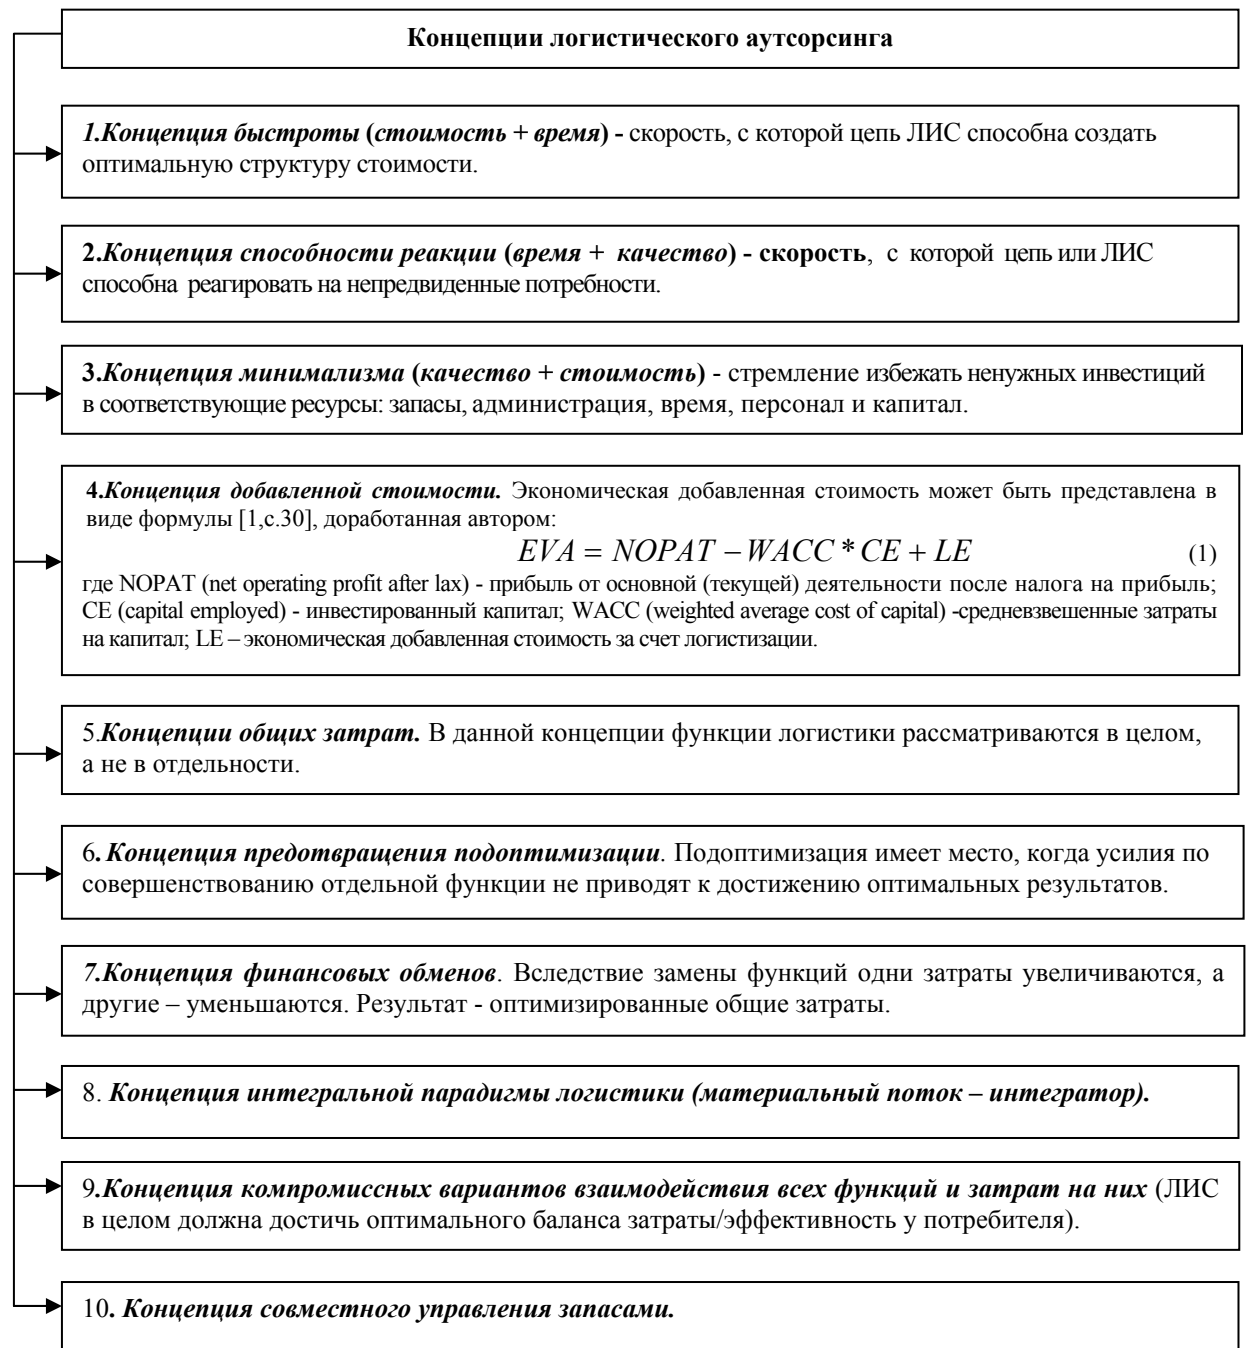 Концепции логистического аутсорсинга
1.Концепция быстроты (стоимость + время) - скорость, с которой цепь ЛИС способна создать
оптимальную структуру стоимости.
2.Концепция способности реакции (время + качество) - скорость, с которой цепь или ЛИС
способна реагировать на непредвиденные потребности.
3.Концепция минимализма (качество + стоимость) - стремление избежать ненужных инвестиций
в соответствующие ресурсы: запасы, администрация, время, персонал и капитал.
4.Концепция добавленной стоимости. Экономическая добавленная стоимость может быть представлена в
виде формулы [1,с.30], доработанная автором:
EVA = NOPAT – WACC * CE + LE (1)
где NOPAT (net operating profit after lax) - прибыль от основной (текущей) деятельности после налога на прибыль;
CE (capital employed) - инвестированный капитал; WACC (weighted average cost of capital) -средневзвешенные затраты
на капитал; LE – экономическая добавленная стоимость за счет логистизации.
5.Концепции общих затрат. В данной концепции функции логистики рассматриваются в целом,
а не в отдельности.
6. Концепция предотвращения подоптимизации. Подоптимизация имеет место, когда усилия по
совершенствованию отдельной функции не приводят к достижению оптимальных результатов.
7.Концепция финансовых обменов. Вследствие замены функций одни затраты увеличиваются, а
другие – уменьшаются. Результат - оптимизированные общие затраты.
8. Концепция интегральной парадигмы логистики (материальный поток – интегратор).
9.Концепция компромиссных вариантов взаимодействия всех функций и затрат на них (ЛИС
в целом должна достичь оптимального баланса затраты/эффективность у потребителя).
10. Концепция совместного управления запасами.